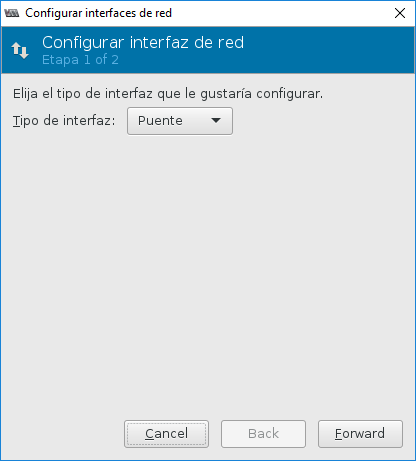 Configurar interfaces de red
Configurar interfaz de red
Etapa 1 of 2
Elija el tipo de interfaz que le gustaría configurar.
Tipo de interfaz: Puente
Cancel Back Forward